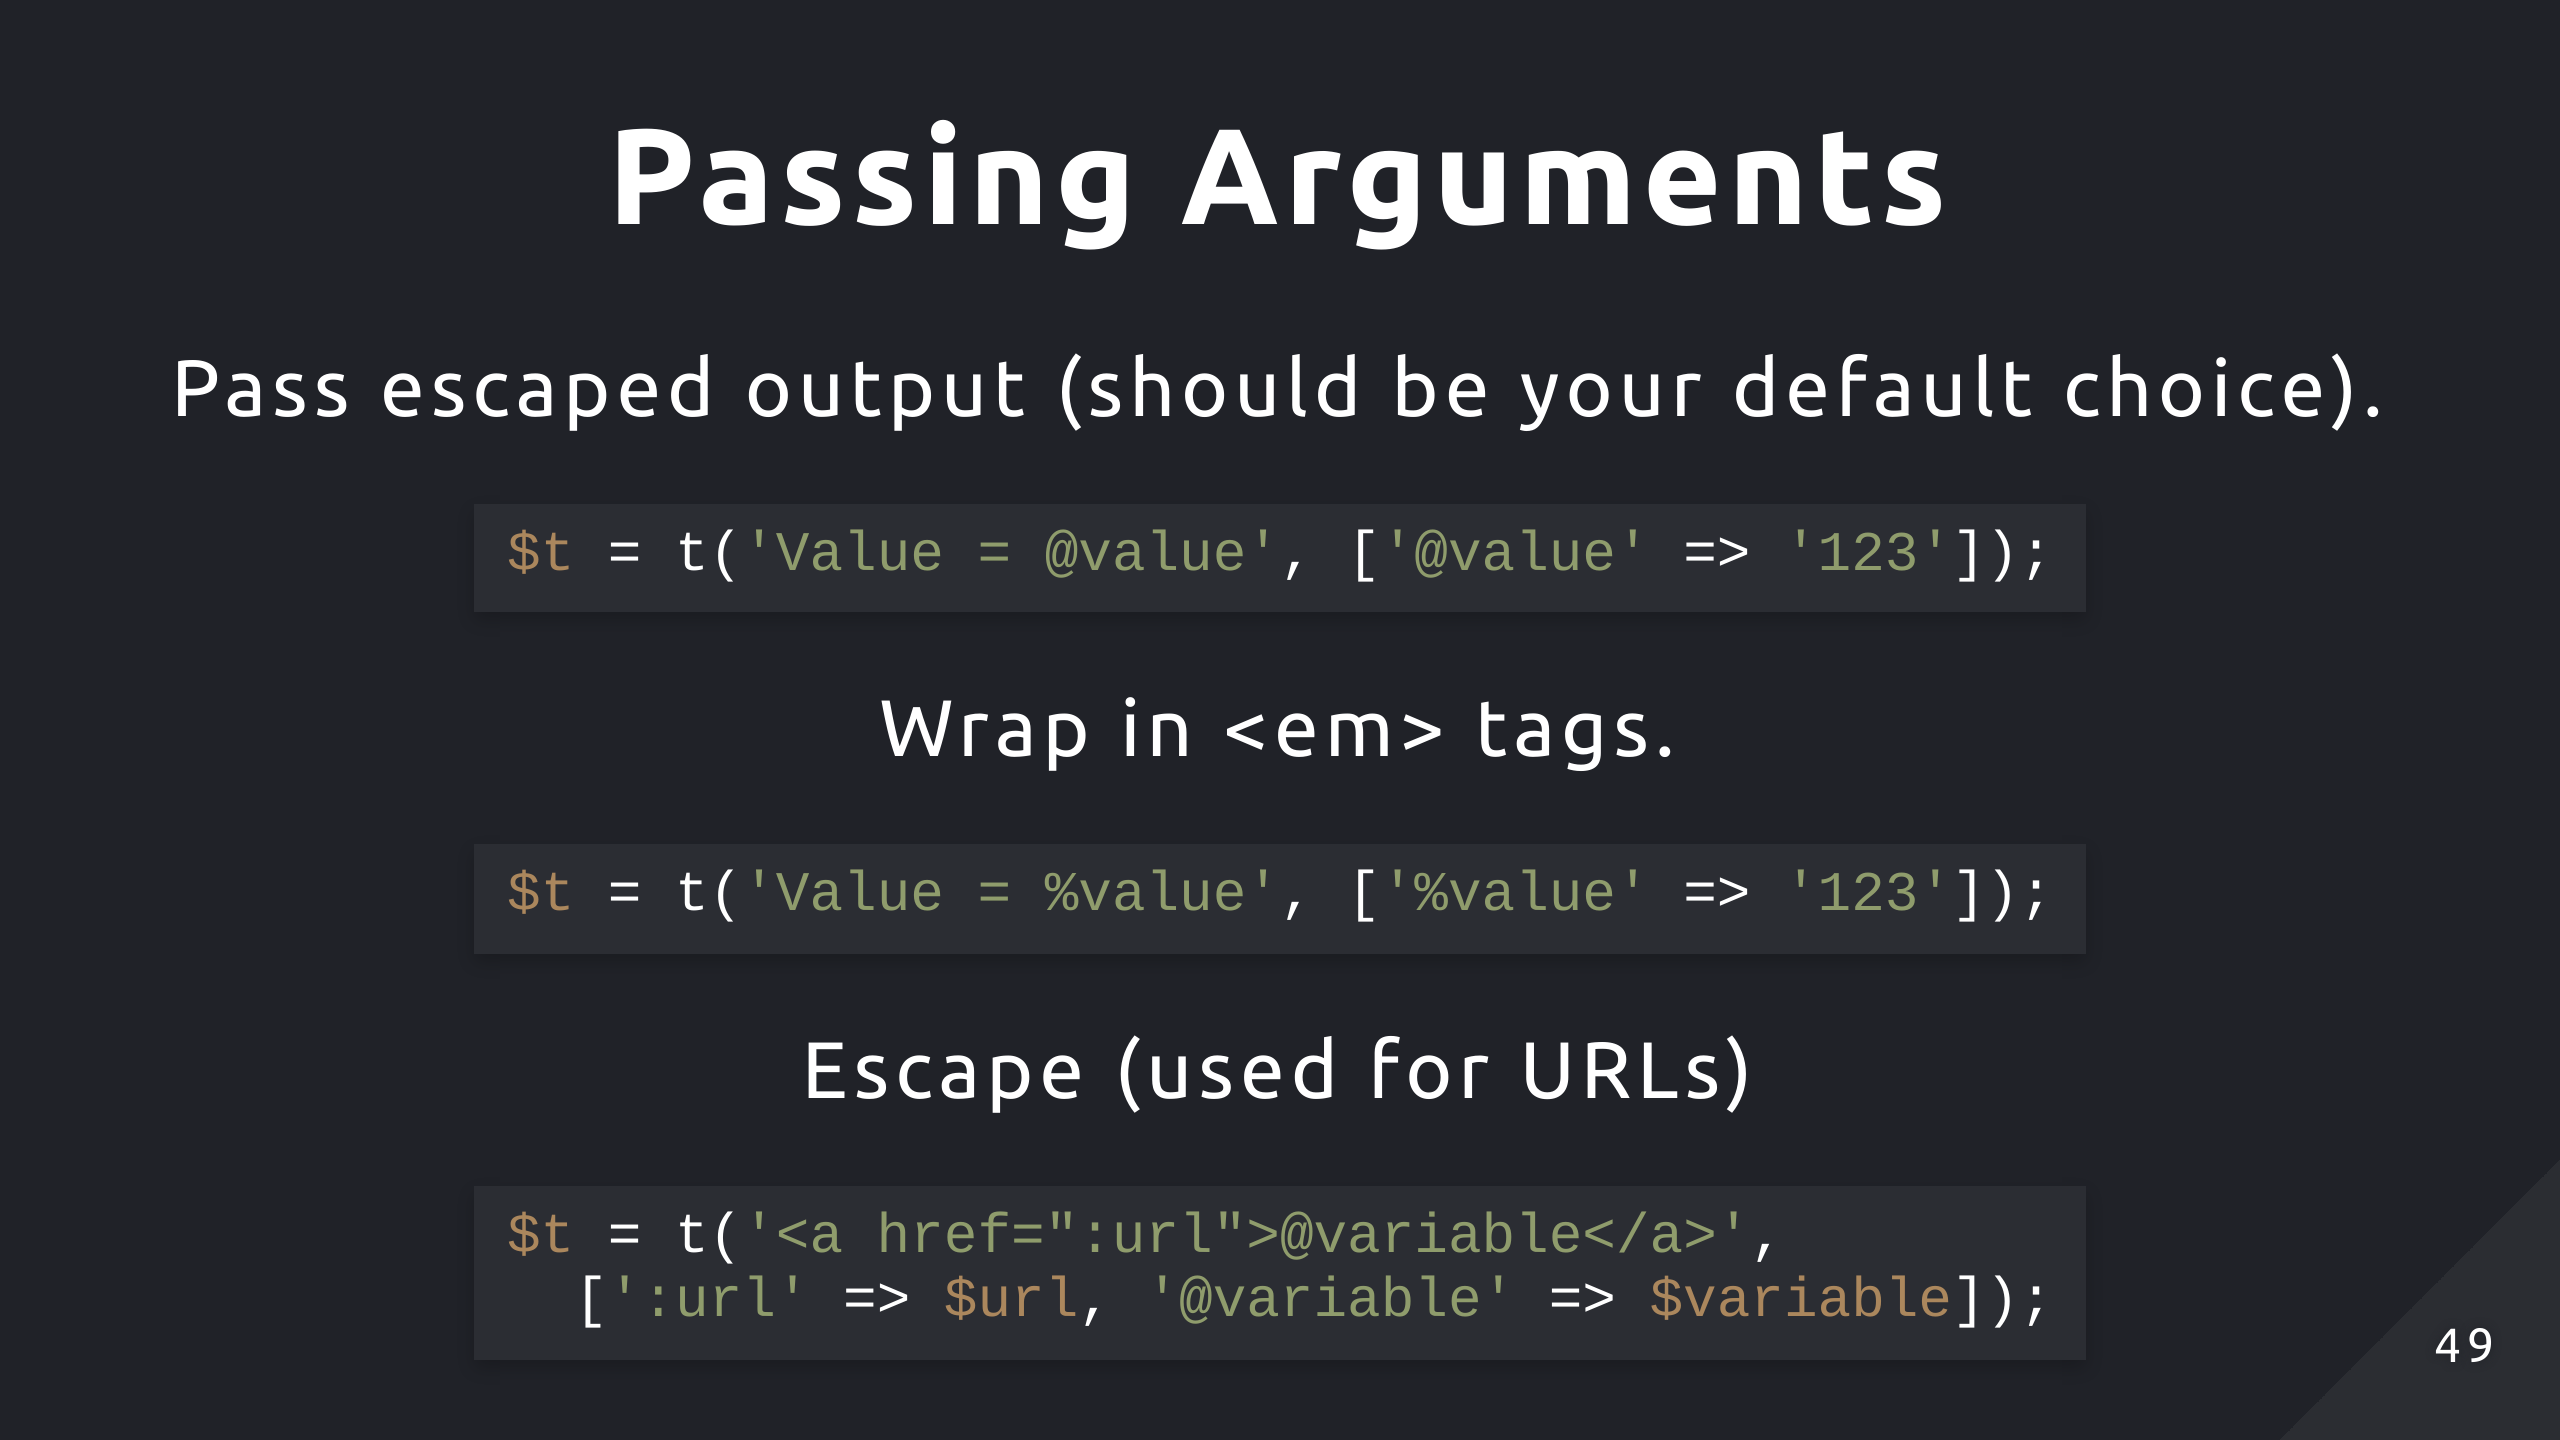 Passing Arguments
Pass escaped output (should be your default choice).
$t = t('Value = @value', ['@value' => '123']);
Wrap in <em> tags.
$t = t('Value = %value', ['%value' => '123']);
Escape (used for URLs)
$t = t('<a href=":url">@variable</a>',
  [':url' => $url, '@variable' => $variable]);
49